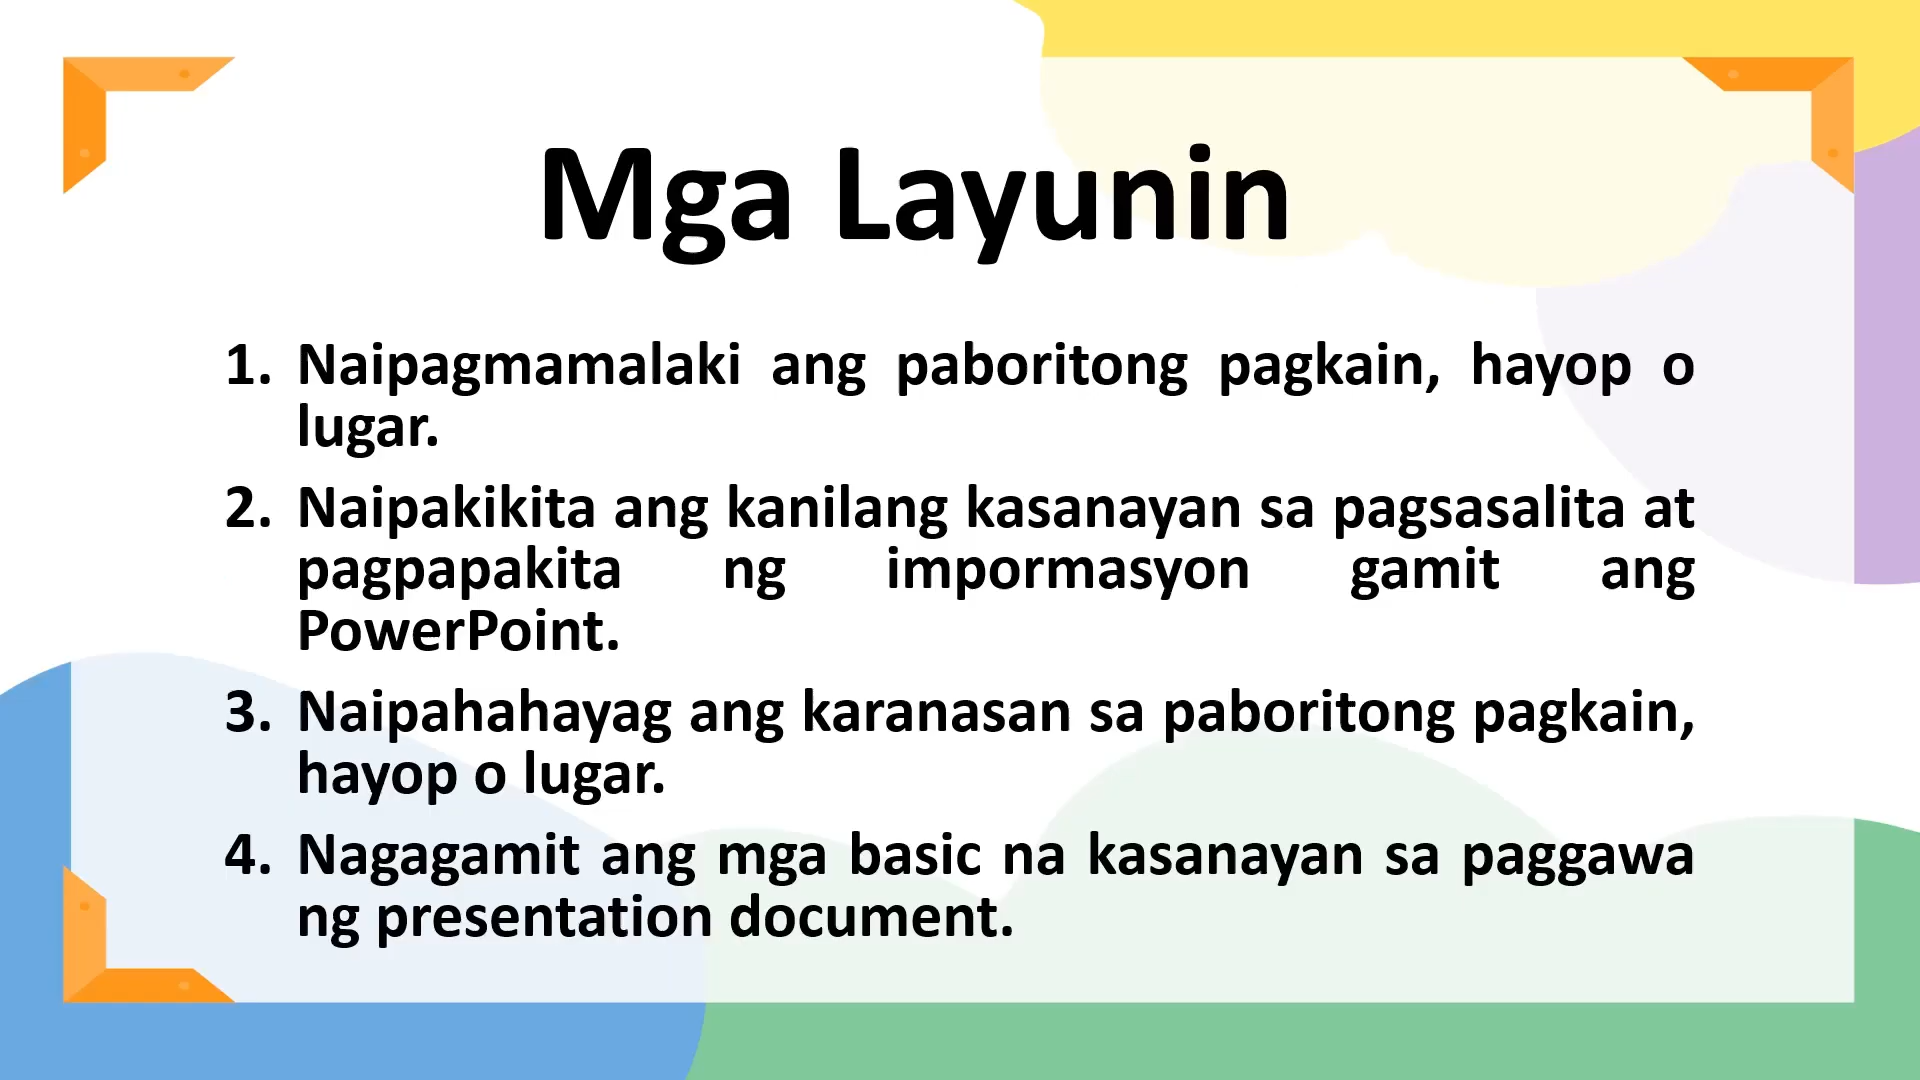 Mga Layunin
1. Naipagmamalaki ang paboritong pagkain, hayop o
lugar.
2. Naipakikita ang kanilang kasanayan sa pagsasalita at
pagpapakita ng impormasyon gamit ang
PowerPoint.
3. Naipahahayag ang karanasan sa paboritong pagkain,
hayop o lugar.
4. Nagagamit ang mga basic na kasanayan sa paggawa
ng presentation document.